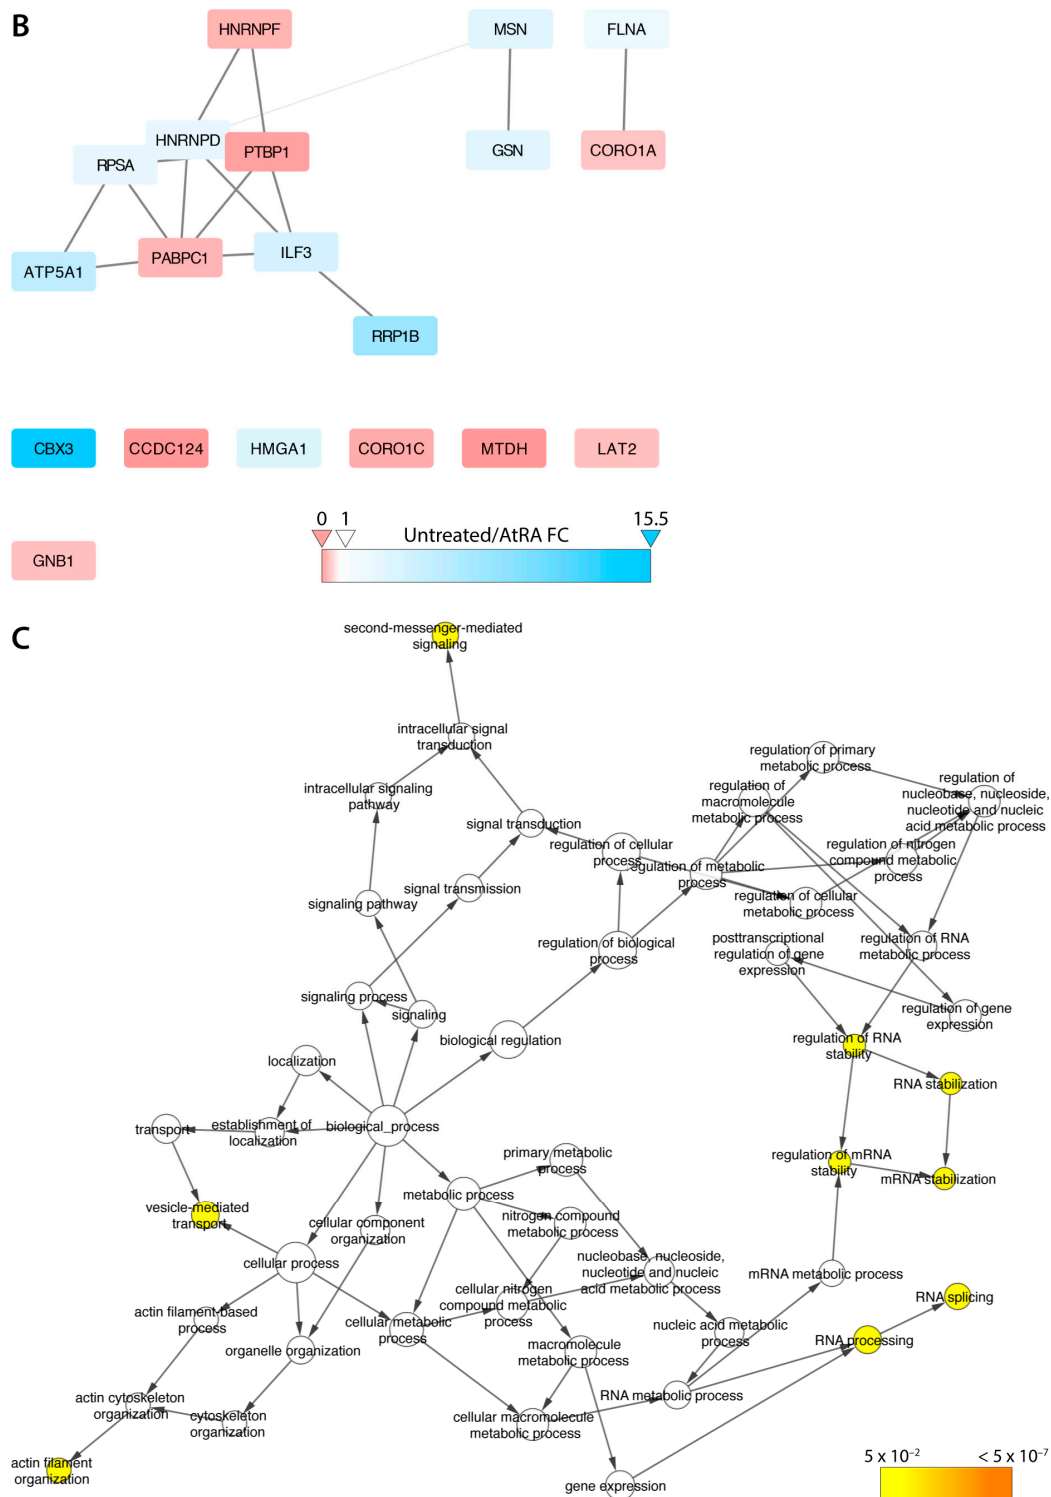 B
HNRNPF
MSN
FLNA
HNRNPD
PTBP1
RPSA
GSN
CORO1A
ATP5A1
PABPC1
ILF3
RRP1B
CBX3
CCDC124
HMGA1
CORO1C
MTDH
LAT2
GNB1
0 1
Untreated/AtRA FC
15.5
C
second-messenger-mediated
signaling
intracellular signal
transduction
intracellular signaling
pathway
signal transduction
signal transmission
signaling pathway
signaling process
signaling
regulation of primary
metabolic process
regulation of
macromolecule
metabolic process
regulation of
nucleobase, nucleoside,
nucleotide and nucleic
acid metabolic process
regulation of cellular
process
regulation of metabolic
process
regulation of nitrogen
compound metabolic
process
regulation of cellular
metabolic process
regulation of biological
process
posttranscriptional
regulation of gene
expression
regulation of RNA
metabolic process
regulation of gene
expression
biological regulation
regulation of RNA
stability
RNA stabilization
localization
transport
establishment of
localization
biological_process
regulation of mRNA
stability
mRNA stabilization
primary metabolic
process
metabolic process
nitrogen compound
metabolic process
vesicle-mediated
transport
cellular component
organization
cellular process
nucleobase, nucleoside,
nucleotide and nucleic
acid metabolic process
mRNA metabolic process
cellular nitrogen
compound metabolic
process
RNA splicing
actin filament-based
process
cellular metabolic
process
nucleic acid metabolic
process
RNA processing
organelle organization
macromolecule
metabolic process
RNA metabolic process
actin cytoskeleton
organization
cytoskeleton
organization
cellular macromolecule
metabolic process
actin filament
organization
gene expression
5 x 10⁻² < 5 x 10⁻⁷